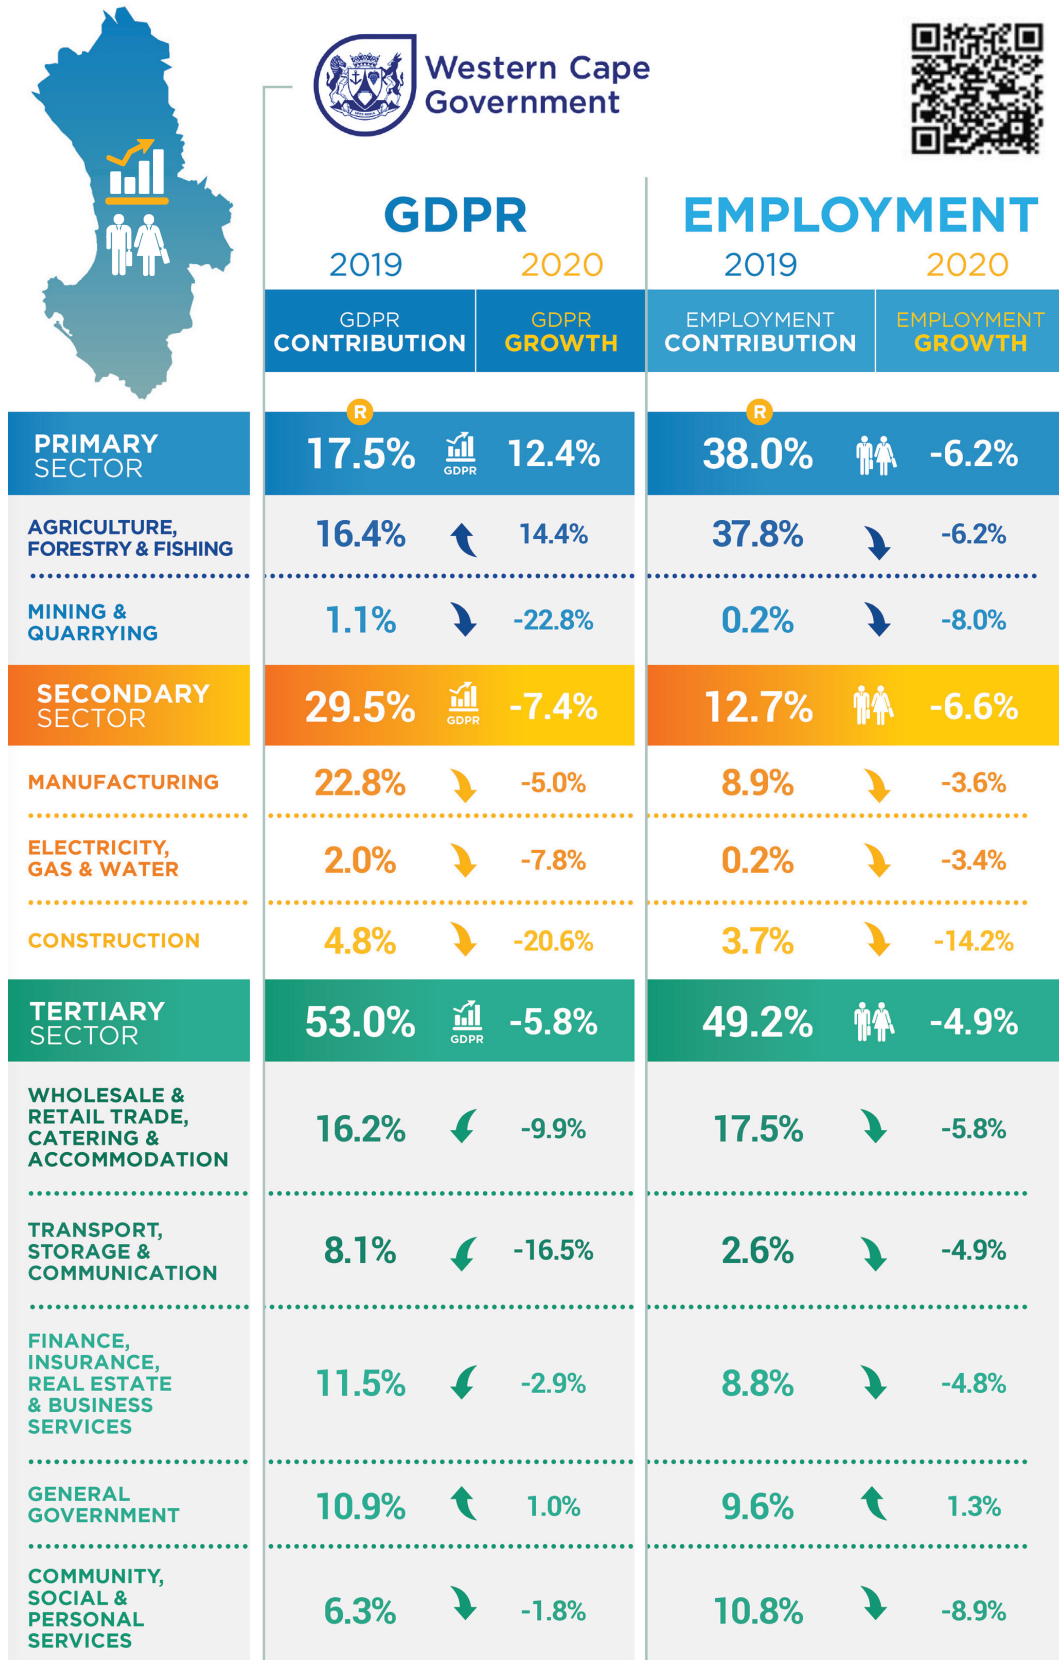 Western Cape
Government
GDPR
EMPLOYMENT
2019
2020
2019
2020
GDPR
CONTRIBUTION
GDPR
GROWTH
EMPLOYMENT
CONTRIBUTION
EMPLOYMENT
GROWTH
R
R
PRIMARY
SECTOR
17.5%
GDPR
12.4%
38.0%
-6.2%
AGRICULTURE,
FORESTRY & FISHING
16.4%
14.4%
37.8%
-6.2%
MINING &
QUARRYING
1.1%
-22.8%
0.2%
-8.0%
SECONDARY
SECTOR
29.5%
GDPR
-7.4%
12.7%
-6.6%
MANUFACTURING
22.8%
-5.0%
8.9%
-3.6%
ELECTRICITY,
GAS & WATER
2.0%
-7.8%
0.2%
-3.4%
CONSTRUCTION
4.8%
-20.6%
3.7%
-14.2%
TERTIARY
SECTOR
53.0%
GDPR
-5.8%
49.2%
-4.9%
WHOLESALE &
RETAIL TRADE,
CATERING &
ACCOMMODATION
16.2%
-9.9%
17.5%
-5.8%
TRANSPORT,
STORAGE &
COMMUNICATION
8.1%
-16.5%
2.6%
-4.9%
FINANCE,
INSURANCE,
REAL ESTATE
& BUSINESS
SERVICES
11.5%
-2.9%
8.8%
-4.8%
GENERAL
GOVERNMENT
10.9%
1.0%
9.6%
1.3%
COMMUNITY,
SOCIAL &
PERSONAL
SERVICES
6.3%
-1.8%
10.8%
-8.9%